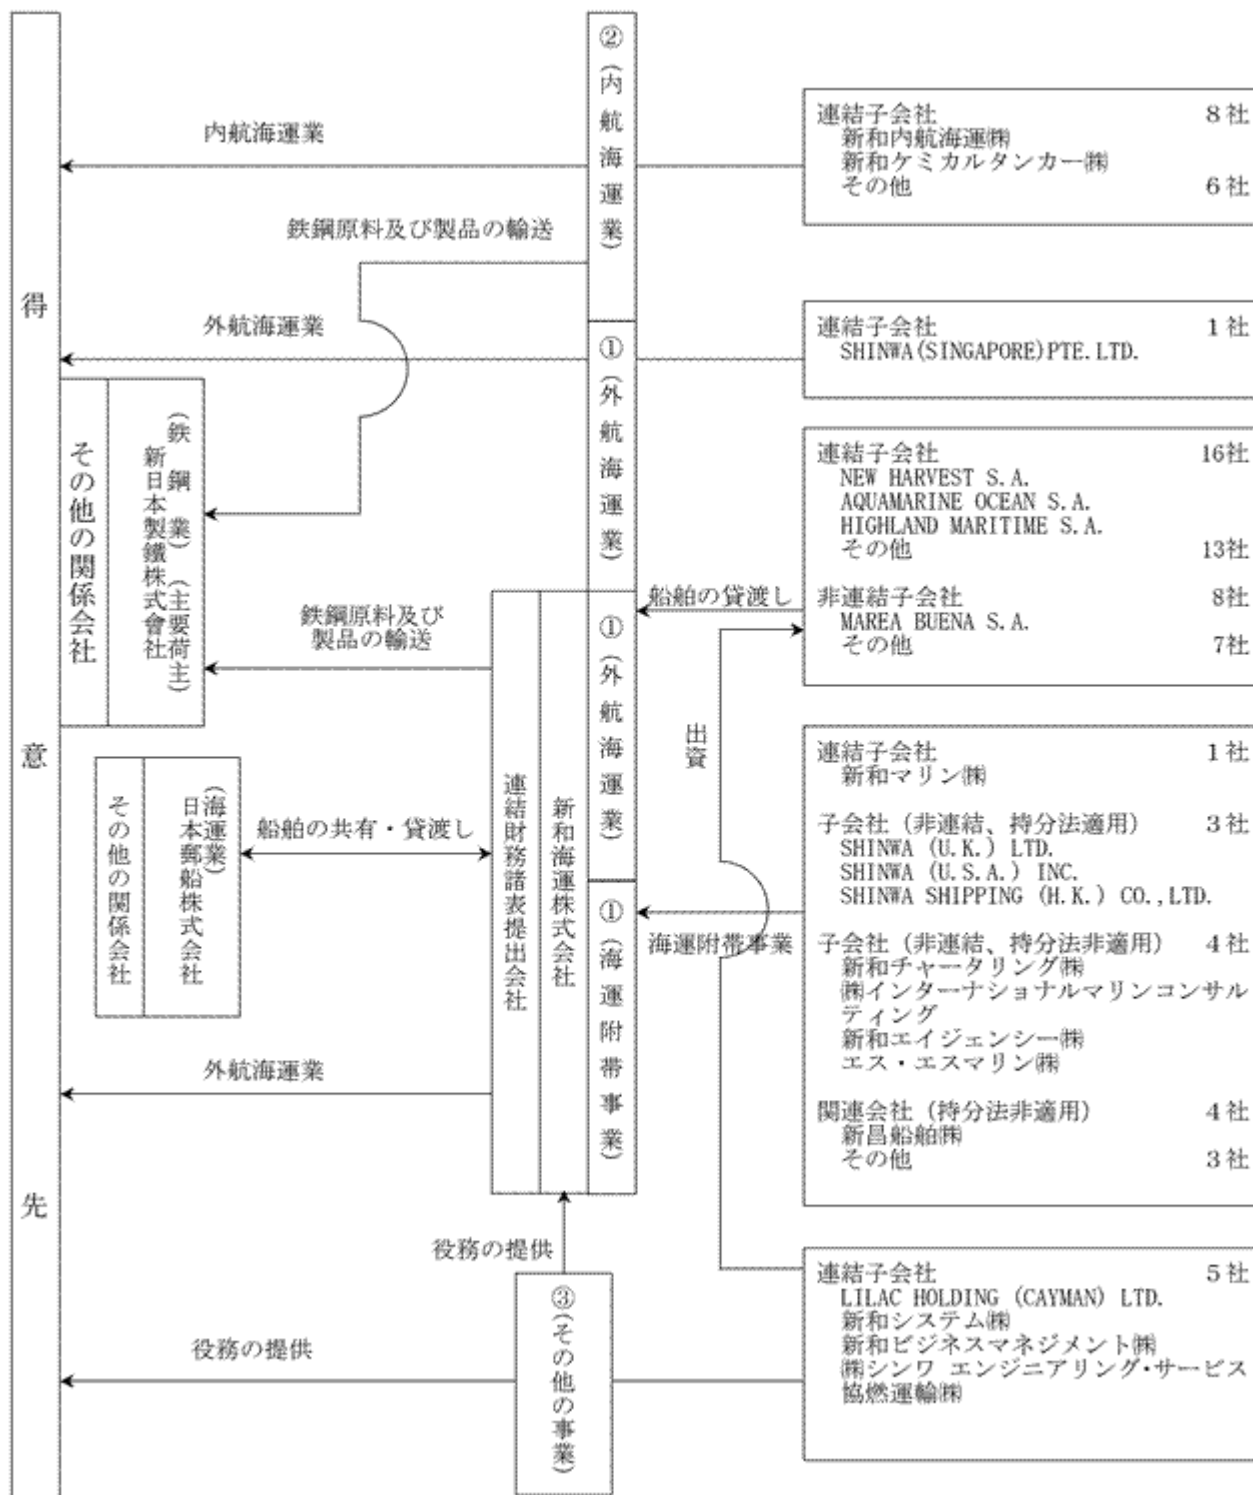 得意先
内航海運業
鉄鋼原料及び製品の輸送
外航海運業
その他の関係会社
(鉄鋼業)(主要荷主)
新日本製鐵株式會社
鉄鋼原料及び
製品の輸送
その他の関係会社
(海運業)
日本郵船株式会社
船舶の共有・貸渡し
外航海運業
役務の提供
役務の提供
②(内航海運業)
①(外航海運業)
①(外航海運業)
①(海運附帯事業)
新和海運株式会社
連結財務諸表提出会社
③(その他の事業)
船舶の貸渡し
出資
海運附帯事業
連結子会社 8社
新和内航海運㈱
新和ケミカルタンカー㈱
その他 6社
連結子会社 1社
SHINWA(SINGAPORE)PTE.LTD.
連結子会社 16社
NEW HARVEST S.A.
AQUAMARINE OCEAN S.A.
HIGHLAND MARITIME S.A.
その他 13社
非連結子会社 8社
MAREA BUENA S.A.
その他 7社
連結子会社 1社
新和マリン㈱
子会社(非連結、持分法適用) 3社
SHINWA (U.K.) LTD.
SHINWA (U.S.A.) INC.
SHINWA SHIPPING (H.K.) CO.,LTD.
子会社(非連結、持分法非適用) 4社
新和チャータリング㈱
㈱インターナショナルマリンコンサル
ティング
新和エイジェンシー㈱
エス・エスマリン㈱
関連会社(持分法非適用) 4社
新昌船舶㈱
その他 3社
連結子会社 5社
LILAC HOLDING (CAYMAN) LTD.
新和システム㈱
新和ビジネスマネジメント㈱
㈱シンワ エンジニアリング・サービス
協燃運輸㈱